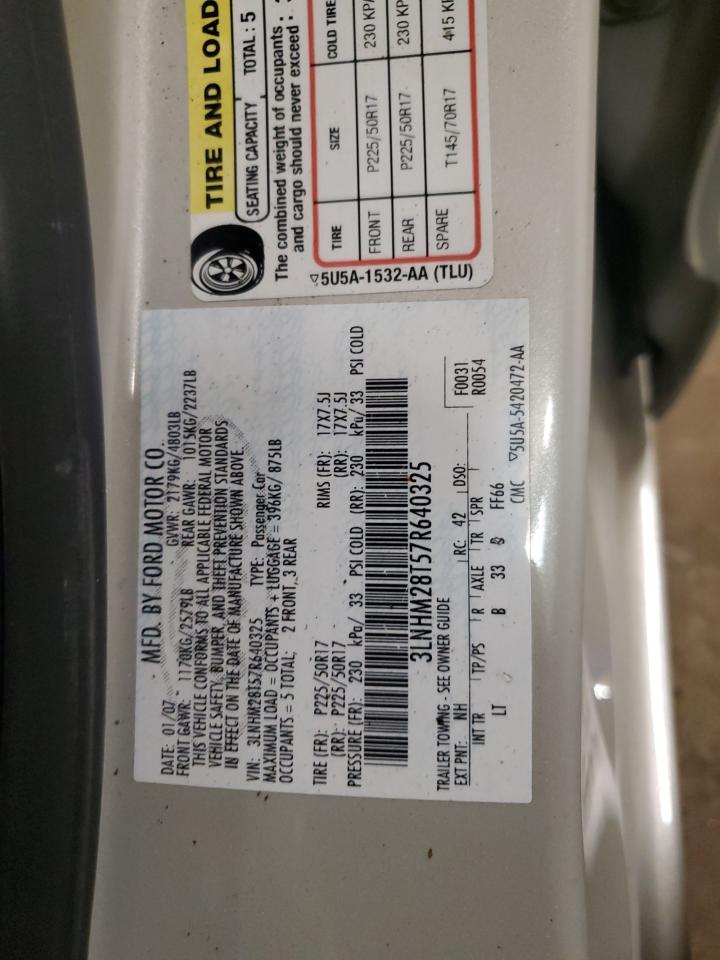 TIRE AND LOAD
SEATING CAPACITY TOTAL: 5
The combined weight of occupants
and cargo should never exceed :
TIRE SIZE COLD TIRE
FRONT P225/50R17 230 KPA
REAR P225/50R17 230 KPA
SPARE T145/70R17 415
5U5A-1532-AA (TLU)
MFD. BY FORD MOTOR CO.
DATE: 01/07 GVWR: 2179KG/4803LB
FRONT GAWR: 1170KG/2579LB REAR GAWR: 1015KG/2237LB
THIS VEHICLE CONFORMS TO ALL APPLICABLE FEDERAL MOTOR
VEHICLE SAFETY, BUMPER, AND THEFT PREVENTION STANDARDS
IN EFFECT ON THE DATE OF MANUFACTURE SHOWN ABOVE.
VIN: 3LNHM28T57R640325 TYPE: Passenger Car
MAXIMUM LOAD = OCCUPANTS + LUGGAGE = 396KG/ 875LB
OCCUPANTS = 5 TOTAL; 2 FRONT, 3 REAR
TIRE (FR): P225/50R17 RIMS (FR): 17X7.5J
(RR): P225/50R17 (RR): 17X7.5J
PRESSURE (FR): 230 kPa/ 33 PSI COLD (RR): 230 kPa/ 33 PSI COLD
3LNHM28T57R640325
TRAILER TOWING - SEE OWNER GUIDE F0031
EXT PNT: NH RC: 42 DSO: R0054
INT TR TP/PS R AXLE TR SPR
LT B 33 FF66
CMC 5U5A-5420472-AA